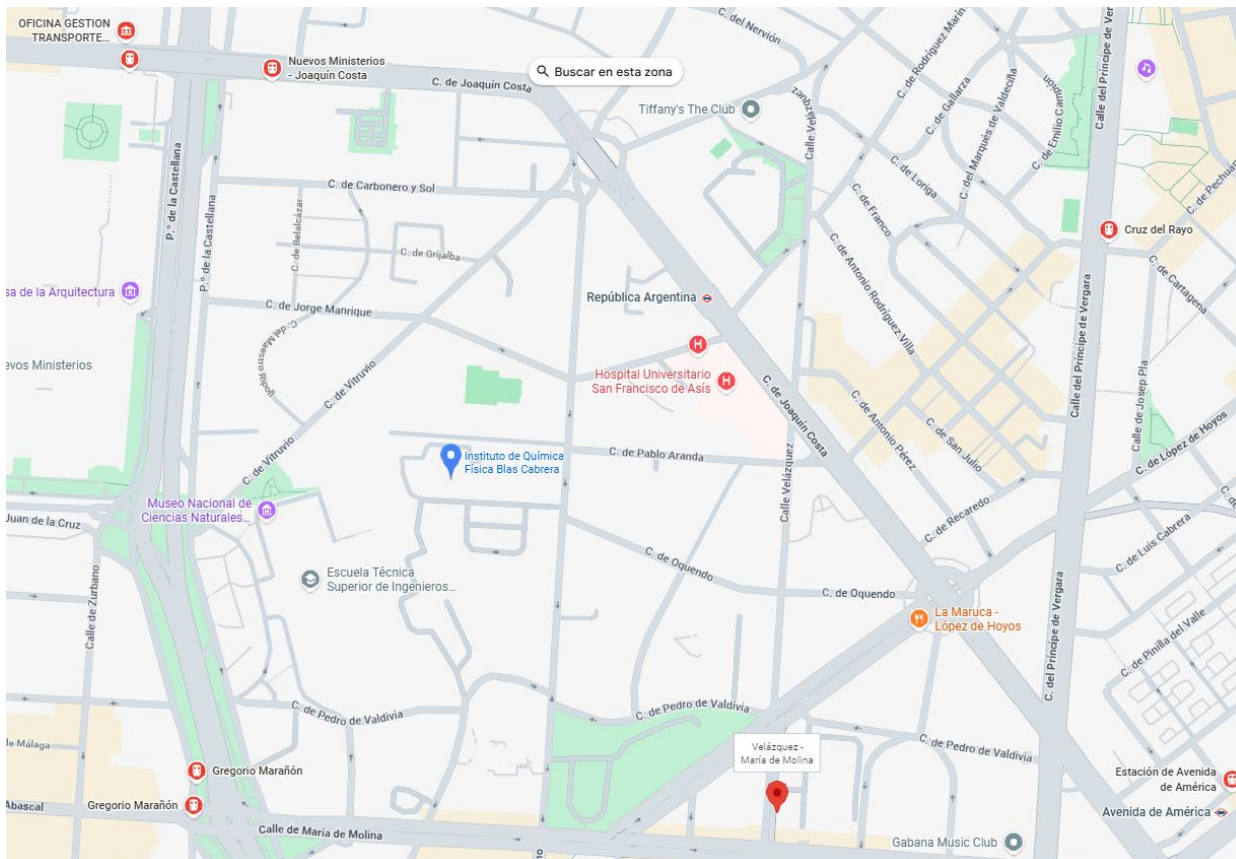 OFICINA GESTION
TRANSPORTE...
Nuevos Ministerios
- Joaquín Costa
C. de Joaquín Costa
Buscar en esta zona
C. del Nervión
C. de Rodríguez Marín
Calle del Príncipe de Ver
Tiffany's The Club
Calle Velázquez
C. de Gallarza
C. del Marqués de Valdecilla
C. de Emilio Campion
Calle del Príncipe de Vergara
C. de Pechuán
P.º de la Castellana
C. de Carbonero y Sol
C. de Loriga
C. de Franco
Calle Velázquez
Cruz del Rayo
C. de Belalcázar
C. de Grijalba
C. de Antonio Rodríguez Villa
C. de Cartagena
P.º de la Castellana
sa de la Arquitectura
República Argentina
C. de Jorge Manrique
C. del Maestro Ripoll
Calle del Príncipe de Vergara
evos Ministerios
C. de Vitruvio
Hospital Universitario
San Francisco de Asís
C. de Joaquín Costa
Calle de Josep Pla
C. de Antonio Pérez
C. de San Julio
C. de López de Hoyos
C. de Vitruvio
Instituto de Química
Física Blas Cabrera
C. de Pablo Aranda
Calle Velázquez
Museo Nacional de
Ciencias Naturales...
Juan de la Cruz
C. de Recaredo
C. de Luis Cabrera
C. de Oquendo
Escuela Técnica
Superior de Ingenieros...
C. de Oquendo
Calle de Zurbano
La Maruca -
López de Hoyos
C. de Pinilla del Valle
C. del Príncipe de Vergara
C. de Pedro de Valdivia
C. de Pedro de Valdivia
C. de Pedro de Valdivia
de Málaga
Velázquez -
María de Molina
Gregorio Marañón
Estación de Avenida
de América
Gregorio Marañón
Abascal
Avenida de América
Calle de María de Molina
Gabana Music Club
no